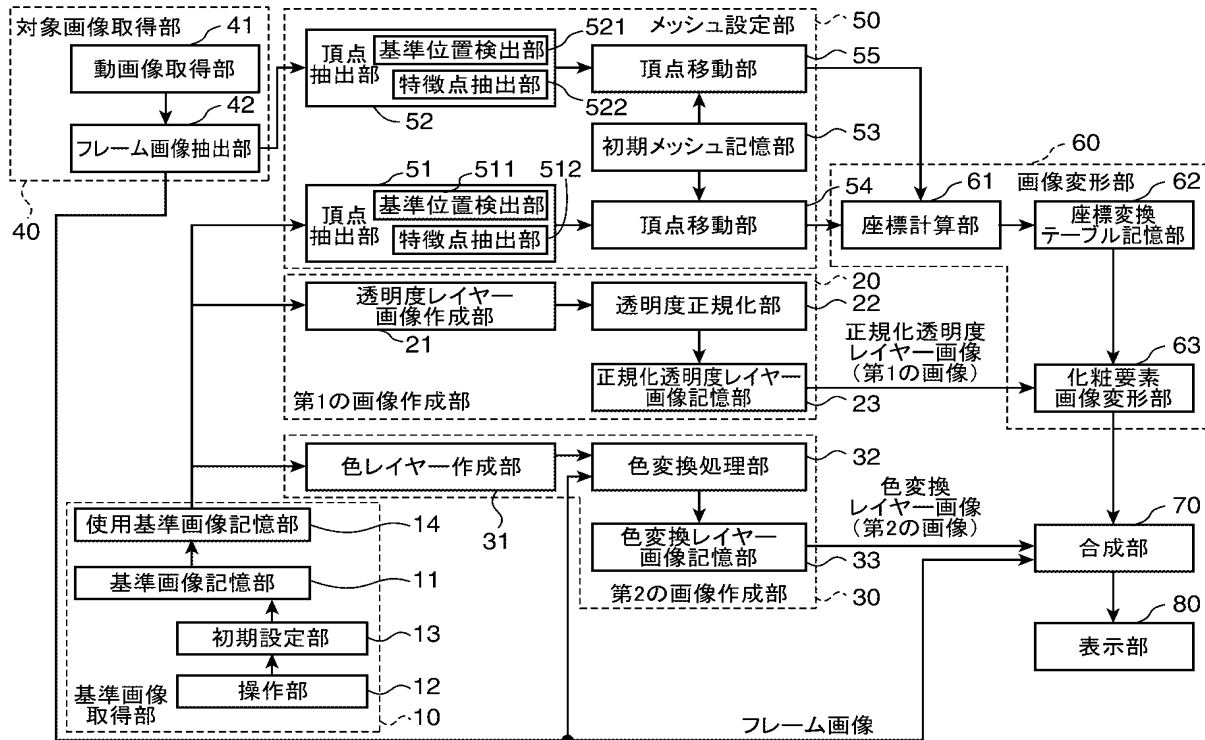 対象画像取得部
41
動画像取得部
42
フレーム画像抽出部
40
メッシュ設定部
50
頂点
抽出部
基準位置検出部
521
特徴点抽出部
522
52
頂点移動部
55
初期メッシュ記憶部
53
51
511
512
頂点
抽出部
基準位置検出部
特徴点抽出部
頂点移動部
54
60
画像変形部
61
座標計算部
62
座標変換
テーブル記憶部
20
透明度レイヤー
画像作成部
21
透明度正規化部
22
正規化透明度レイヤー
画像記憶部
23
第1の画像作成部
正規化透明度
レイヤー画像
(第1の画像)
63
化粧要素
画像変形部
色レイヤー作成部
31
色変換処理部
32
色変換レイヤー
画像記憶部
33
第2の画像作成部
30
色変換
レイヤー画像
(第2の画像)
70
合成部
80
表示部
使用基準画像記憶部
14
基準画像記憶部
11
初期設定部
13
操作部
12
基準画像
取得部
10
フレーム画像